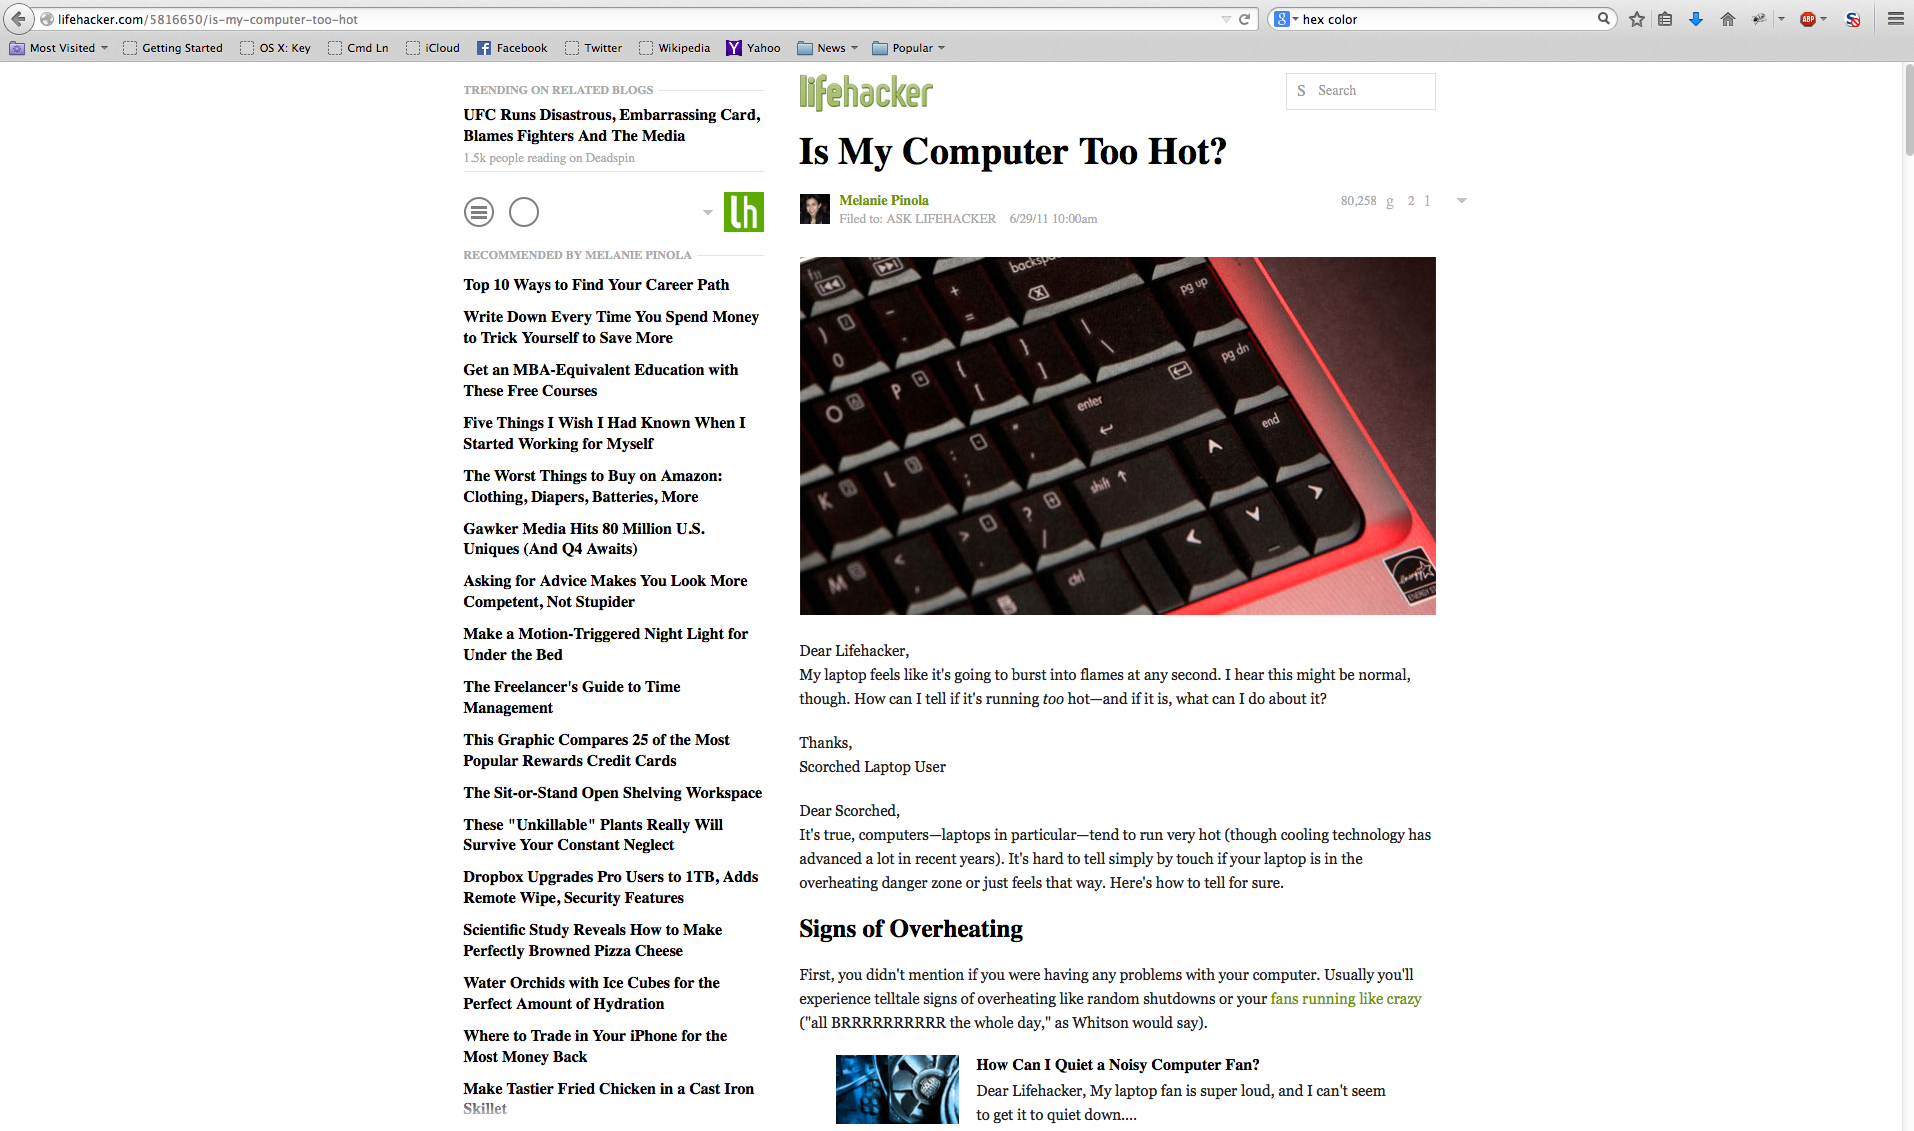 lifehacker.com/5816650/is-my-computer-too-hot
hex color
ABP
Most Visited
Getting Started
OS X: Key
Cmd Ln
iCloud
Facebook
Twitter
Wikipedia
Yahoo
News
Popular
TRENDING ON RELATED BLOGS
UFC Runs Disastrous, Embarrassing Card,
Blames Fighters And The Media
1.5k people reading on Deadspin
lh
RECOMMENDED BY MELANIE PINOLA
Top 10 Ways to Find Your Career Path
Write Down Every Time You Spend Money
to Trick Yourself to Save More
Get an MBA-Equivalent Education with
These Free Courses
Five Things I Wish I Had Known When I
Started Working for Myself
The Worst Things to Buy on Amazon:
Clothing, Diapers, Batteries, More
Gawker Media Hits 80 Million U.S.
Uniques (And Q4 Awaits)
Asking for Advice Makes You Look More
Competent, Not Stupider
Make a Motion-Triggered Night Light for
Under the Bed
The Freelancer's Guide to Time
Management
This Graphic Compares 25 of the Most
Popular Rewards Credit Cards
The Sit-or-Stand Open Shelving Workspace
These "Unkillable" Plants Really Will
Survive Your Constant Neglect
Dropbox Upgrades Pro Users to 1TB, Adds
Remote Wipe, Security Features
Scientific Study Reveals How to Make
Perfectly Browned Pizza Cheese
Water Orchids with Ice Cubes for the
Perfect Amount of Hydration
Where to Trade in Your iPhone for the
Most Money Back
Make Tastier Fried Chicken in a Cast Iron
Skillet
lifehacker
S Search
Is My Computer Too Hot?
Melanie Pinola
Filed to: ASK LIFEHACKER 6/29/11 10:00am
80,258 g 2 l
backspa
pg up
pg dn
enter
end
shift
ctrl
Dear Lifehacker,
My laptop feels like it's going to burst into flames at any second. I hear this might be normal,
though. How can I tell if it's running too hot—and if it is, what can I do about it?
Thanks,
Scorched Laptop User
Dear Scorched,
It's true, computers—laptops in particular—tend to run very hot (though cooling technology has
advanced a lot in recent years). It's hard to tell simply by touch if your laptop is in the
overheating danger zone or just feels that way. Here's how to tell for sure.
Signs of Overheating
First, you didn't mention if you were having any problems with your computer. Usually you'll
experience telltale signs of overheating like random shutdowns or your fans running like crazy
("all BRRRRRRRRRR the whole day," as Whitson would say).
How Can I Quiet a Noisy Computer Fan?
Dear Lifehacker, My laptop fan is super loud, and I can't seem
to get it to quiet down....